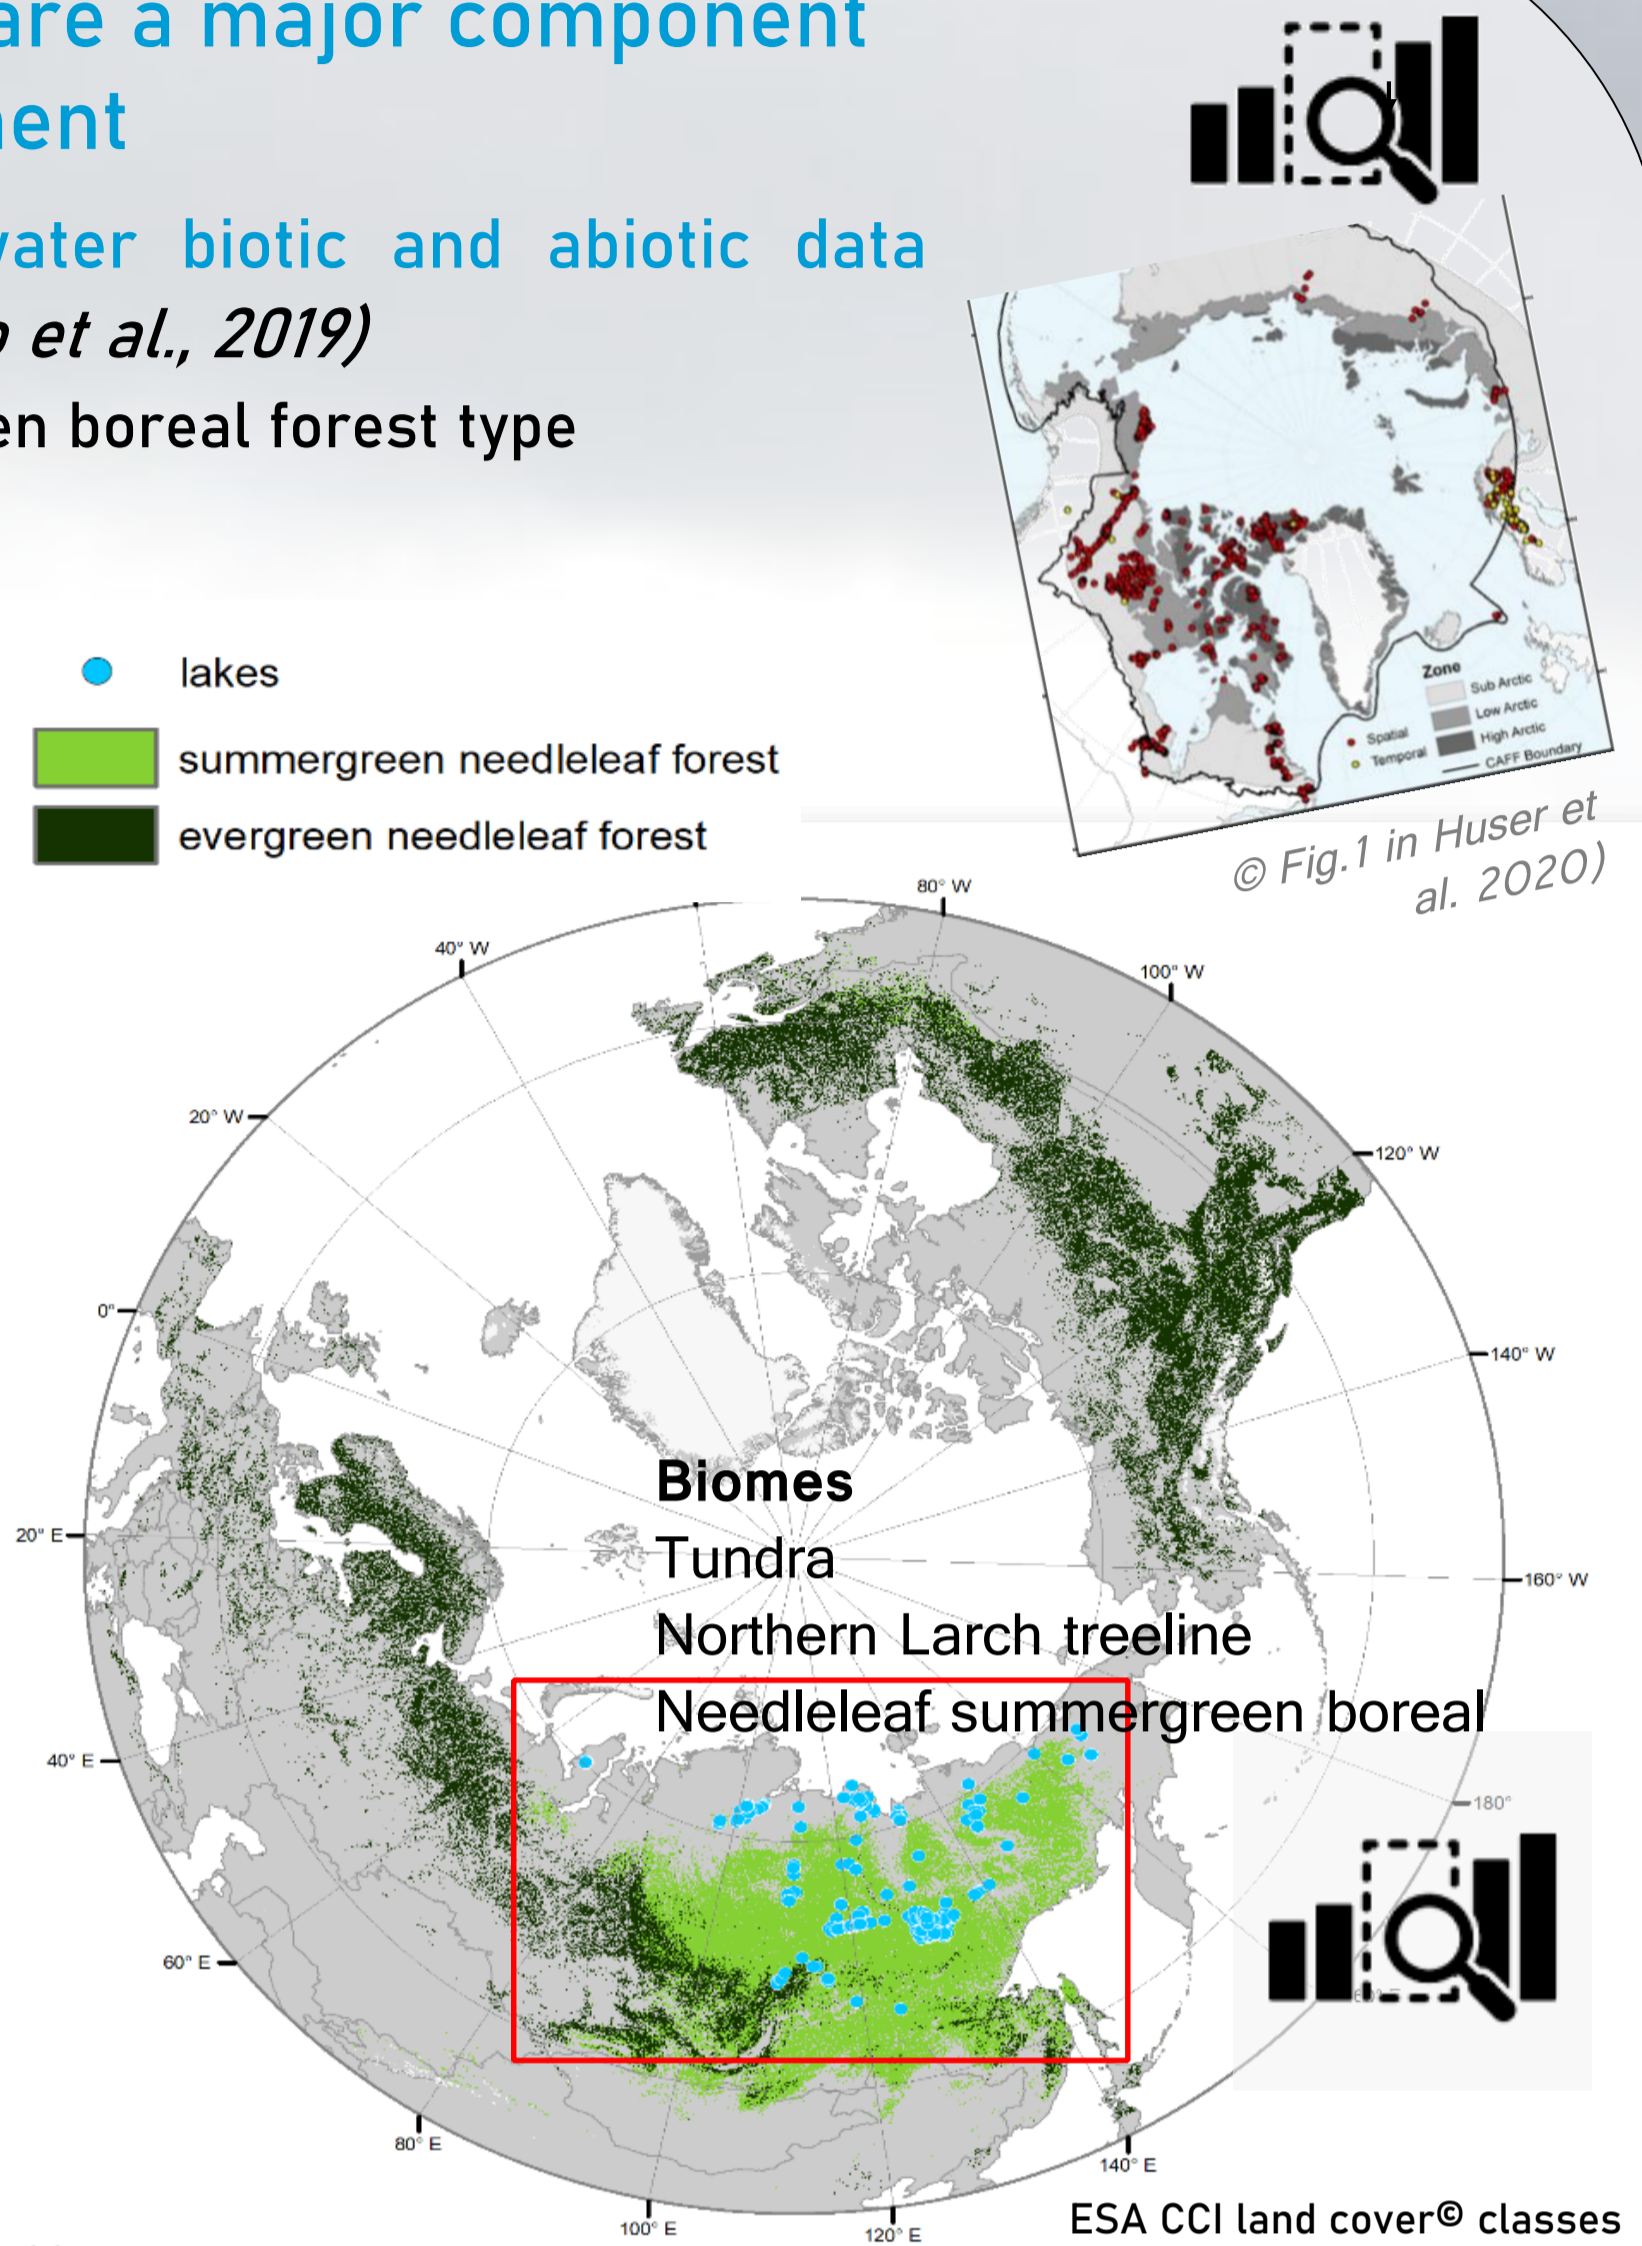 are a major component
ment
water biotic and abiotic data
et al., 2019)
en boreal forest type
Zone
Sub Arctic
Low Arctic
High Arctic
CAFF Boundary
Spatial
Temporal
© Fig.1 in Huser et
al. 2020)
lakes
summergreen needleleaf forest
evergreen needleleaf forest
80° W
40° W
100° W
20° W
120° W
0°
140° W
20° E
160° W
Biomes
Tundra
Northern Larch treeline
Needleleaf summergreen boreal
40° E
180°
60° E
80° E
140° E
100° E
120° E
ESA CCI land cover© classes